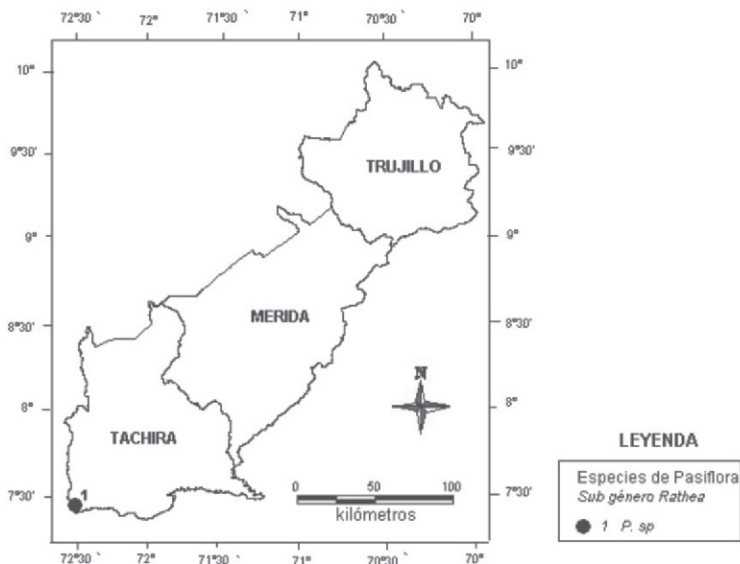 72°30 ` 72° 71°30 ` 71° 70°30 ` 70°
10° 10°
TRUJILLO
9°30' 9°30'
9° 9°
MERIDA
8°30' 8°30'
N
8° 8°
TACHIRA
1
7°30' 7°30'
0 50 100
kilómetros
72°30 ` 72° 71°30 ` 71° 70°30 ` 70°
LEYENDA
Especies de Pasiflora
Sub género Rathea
1 P. sp